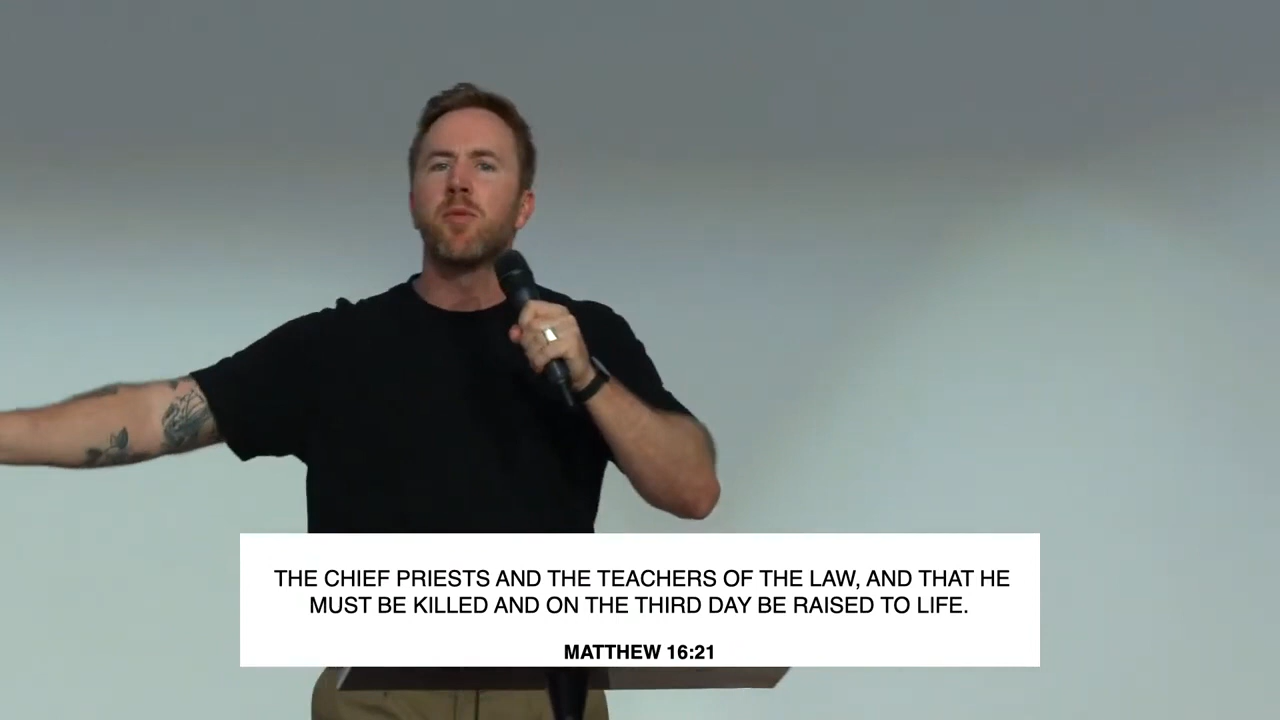 THE CHIEF PRIESTS AND THE TEACHERS OF THE LAW, AND THAT HE
MUST BE KILLED AND ON THE THIRD DAY BE RAISED TO LIFE.
MATTHEW 16:21